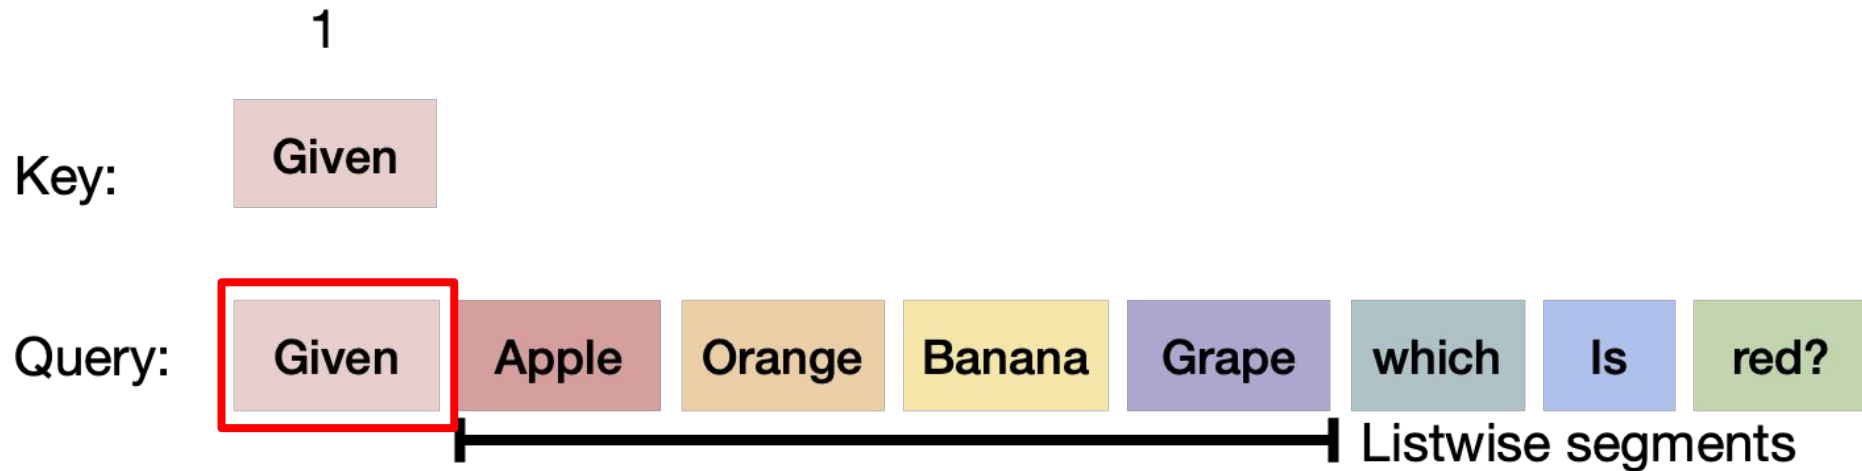 1
Key: Given
Query: Given Apple Orange Banana Grape which Is red?
Listwise segments